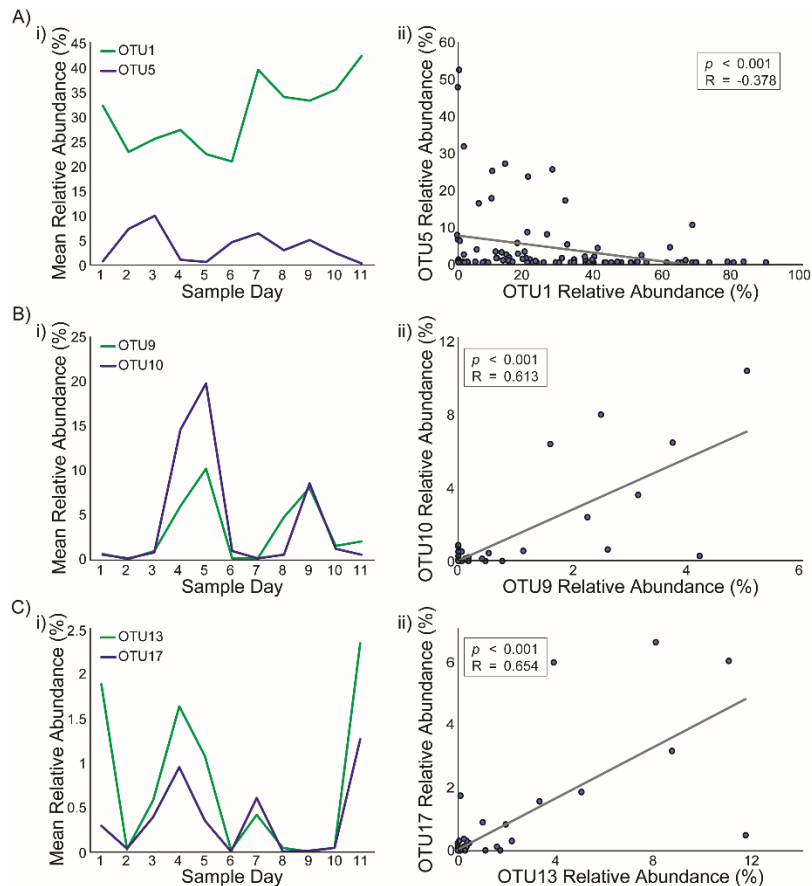 A)
i)
OTU1
OTU5
45
40
35
30
25
20
15
10
5
0
Mean Relative Abundance (%)
1 2 3 4 5 6 7 8 9 10 11
Sample Day
ii)
p < 0.001
R = -0.378
60
50
40
30
20
10
0
OTU5 Relative Abundance (%)
0 20 40 60 80 100
OTU1 Relative Abundance (%)
B)
i)
OTU9
OTU10
25
20
15
10
5
0
Mean Relative Abundance (%)
1 2 3 4 5 6 7 8 9 10 11
Sample Day
ii)
p < 0.001
R = 0.613
12
8
4
0
OTU10 Relative Abundance (%)
0 2 4 6
OTU9 Relative Abundance (%)
C)
i)
OTU13
OTU17
2.5
2
1.5
1
0.5
0
Mean Relative Abundance (%)
1 2 3 4 5 6 7 8 9 10 11
Sample Day
ii)
p < 0.001
R = 0.654
6
4
2
0
OTU17 Relative Abundance (%)
0 4 8 12
OTU13 Relative Abundance (%)